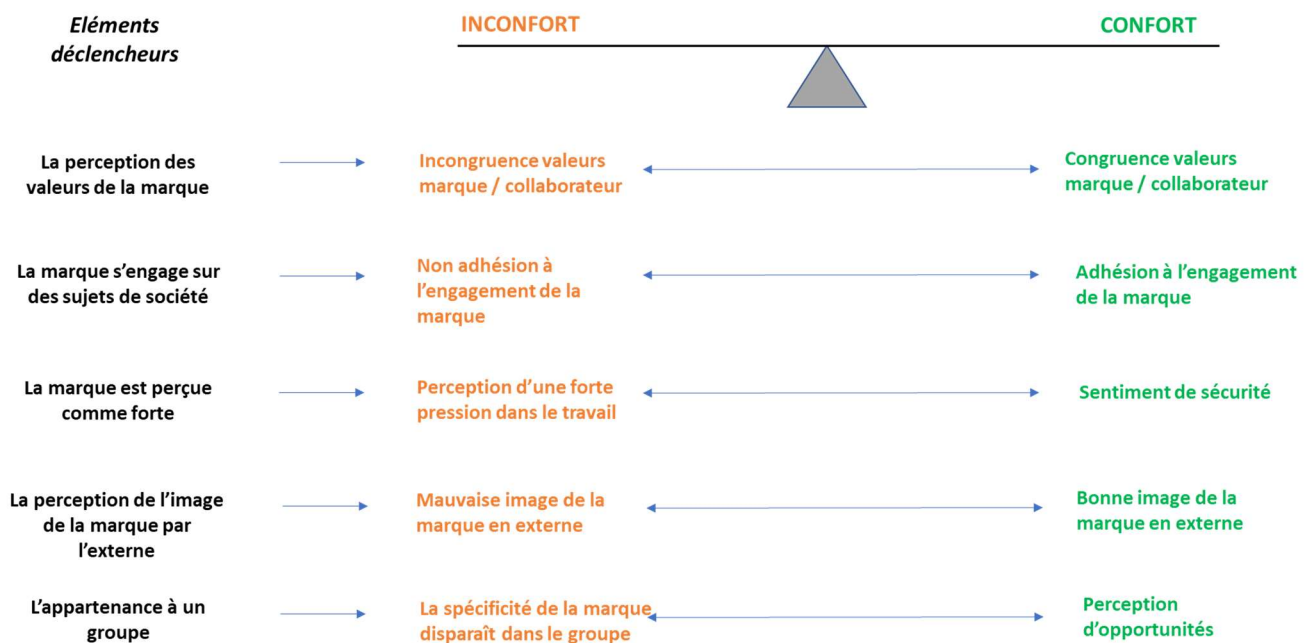 Eléments
déclencheurs
INCONFORT
CONFORT
La perception des
valeurs de la marque
Incongruence valeurs
marque / collaborateur
Congruence valeurs
marque / collaborateur
La marque s’engage sur
des sujets de société
Non adhésion à
l’engagement de la
marque
Adhésion à l’engagement
de la marque
La marque est perçue
comme forte
Perception d’une forte
pression dans le travail
Sentiment de sécurité
La perception de l’image
de la marque par
l’externe
Mauvaise image de la
marque en externe
Bonne image de la
marque en externe
L’appartenance à un
groupe
La spécificité de la marque
disparaît dans le groupe
Perception
d’opportunités